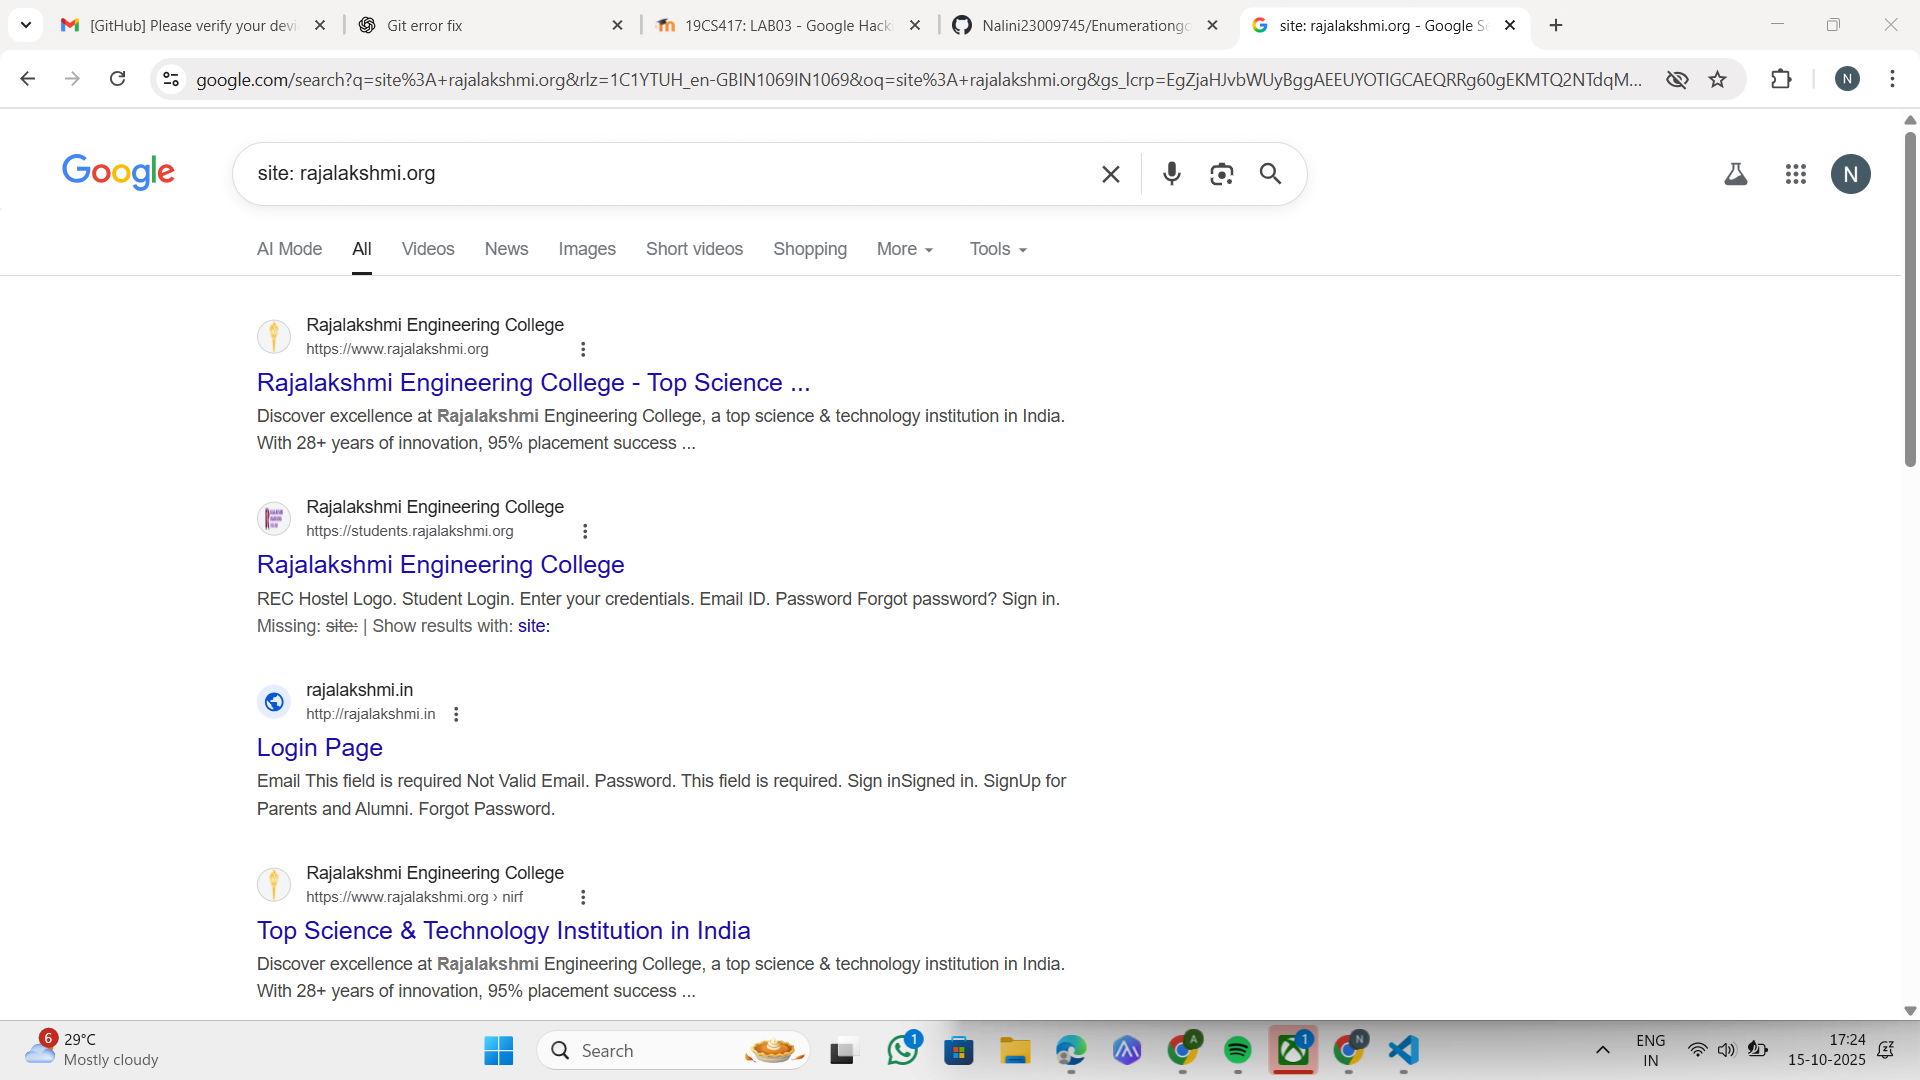 [GitHub] Please verify your devi
Git error fix
19CS417: LAB03 - Google Hacki
Nalini23009745/Enumerationgo
site: rajalakshmi.org - Google Se
google.com/search?q=site%3A+rajalakshmi.org&rlz=1C1YTUH_en-GBIN1069IN1069&oq=site%3A+rajalakshmi.org&gs_lcrp=EgZjaHJvbWUyBggAEEUYOTIGCAEQRRg60gEKMTQ2NTdqM...
N
Google
site: rajalakshmi.org
N
AI Mode
All
Videos
News
Images
Short videos
Shopping
More
Tools
Rajalakshmi Engineering College
https://www.rajalakshmi.org
Rajalakshmi Engineering College - Top Science ...
Discover excellence at Rajalakshmi Engineering College, a top science & technology institution in India.
With 28+ years of innovation, 95% placement success ...
Rajalakshmi Engineering College
https://students.rajalakshmi.org
Rajalakshmi Engineering College
REC Hostel Logo. Student Login. Enter your credentials. Email ID. Password Forgot password? Sign in.
Missing: site: | Show results with: site:
rajalakshmi.in
http://rajalakshmi.in
Login Page
Email This field is required Not Valid Email. Password. This field is required. Sign inSigned in. SignUp for
Parents and Alumni. Forgot Password.
Rajalakshmi Engineering College
https://www.rajalakshmi.org › nirf
Top Science & Technology Institution in India
Discover excellence at Rajalakshmi Engineering College, a top science & technology institution in India.
With 28+ years of innovation, 95% placement success ...
6
29°C
Mostly cloudy
Search
1
A
1
N
ENG
IN
17:24
15-10-2025